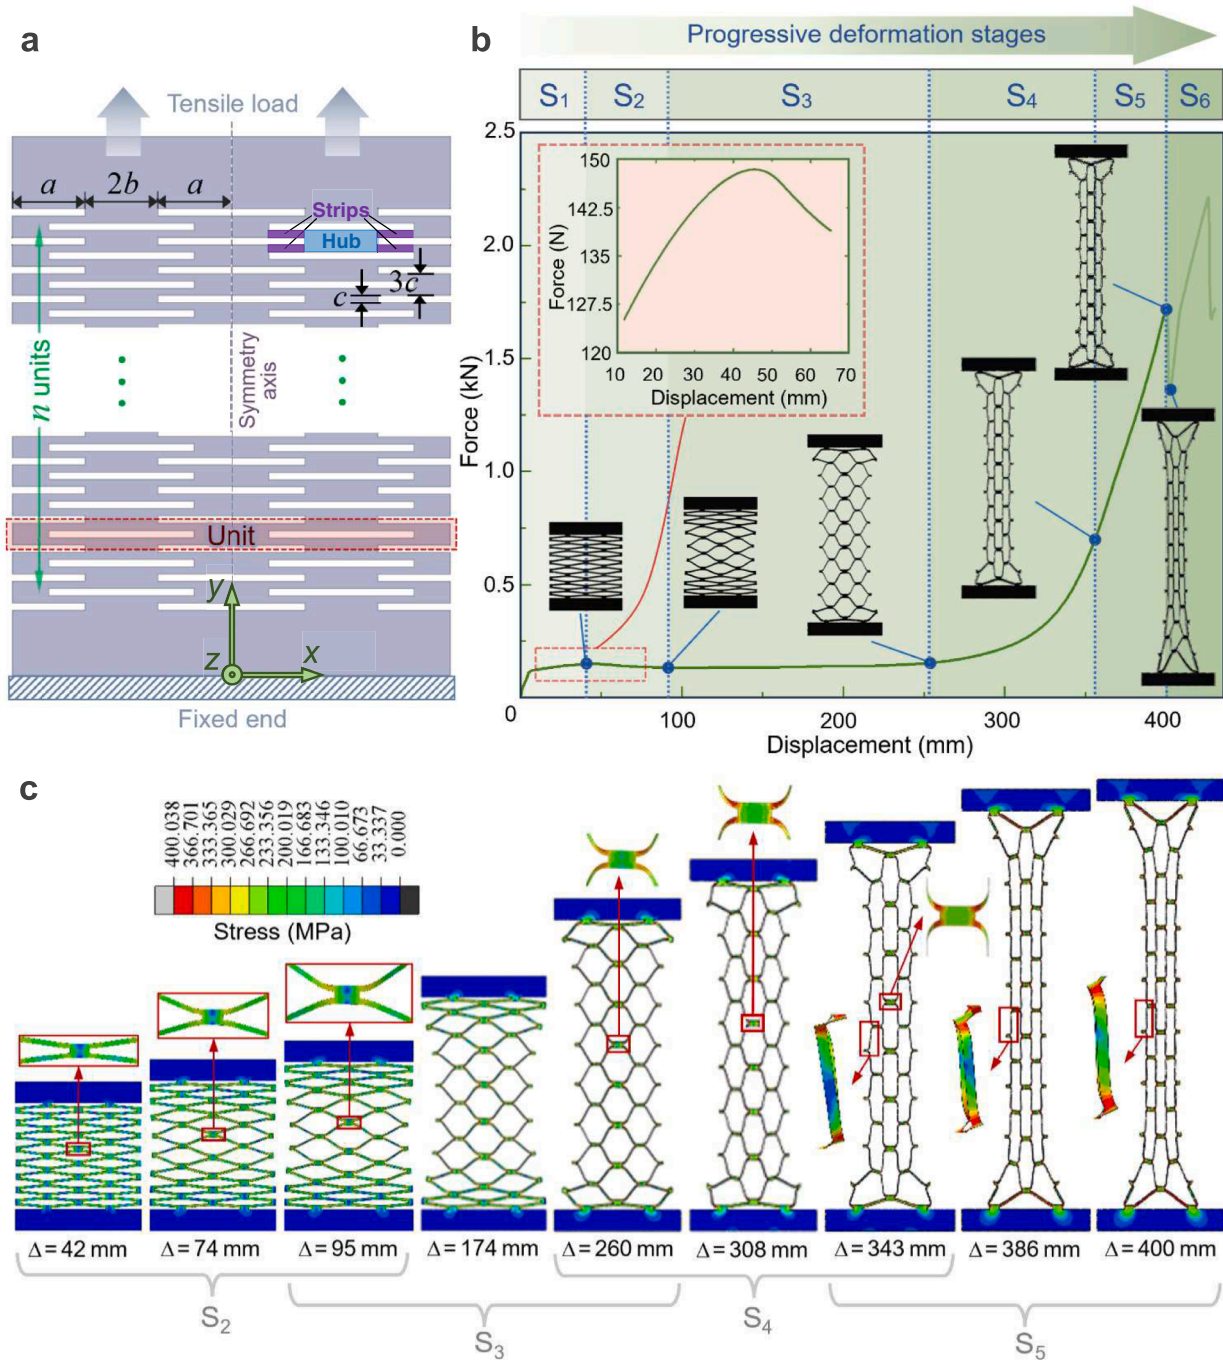 a
Tensile load
a
2b
a
Strips
Hub
c
3c
n units
Symmetry
axis
Unit
y
z
x
Fixed end
b
Progressive deformation stages
S1
S2
S3
S4
S5
S6
2.5
2.0
1.5
1.0
0.5
0
Force (kN)
150
142.5
135
127.5
120
Force (N)
10
20
30
40
50
60
70
Displacement (mm)
100
200
300
400
Displacement (mm)
c
400.038
366.701
333.365
300.029
266.692
233.356
200.019
166.683
133.346
100.010
66.673
33.337
0.000
Stress (MPa)
Δ = 42 mm
Δ = 74 mm
Δ = 95 mm
Δ = 174 mm
Δ = 260 mm
Δ = 308 mm
Δ = 343 mm
Δ = 386 mm
Δ = 400 mm
S2
S3
S4
S5